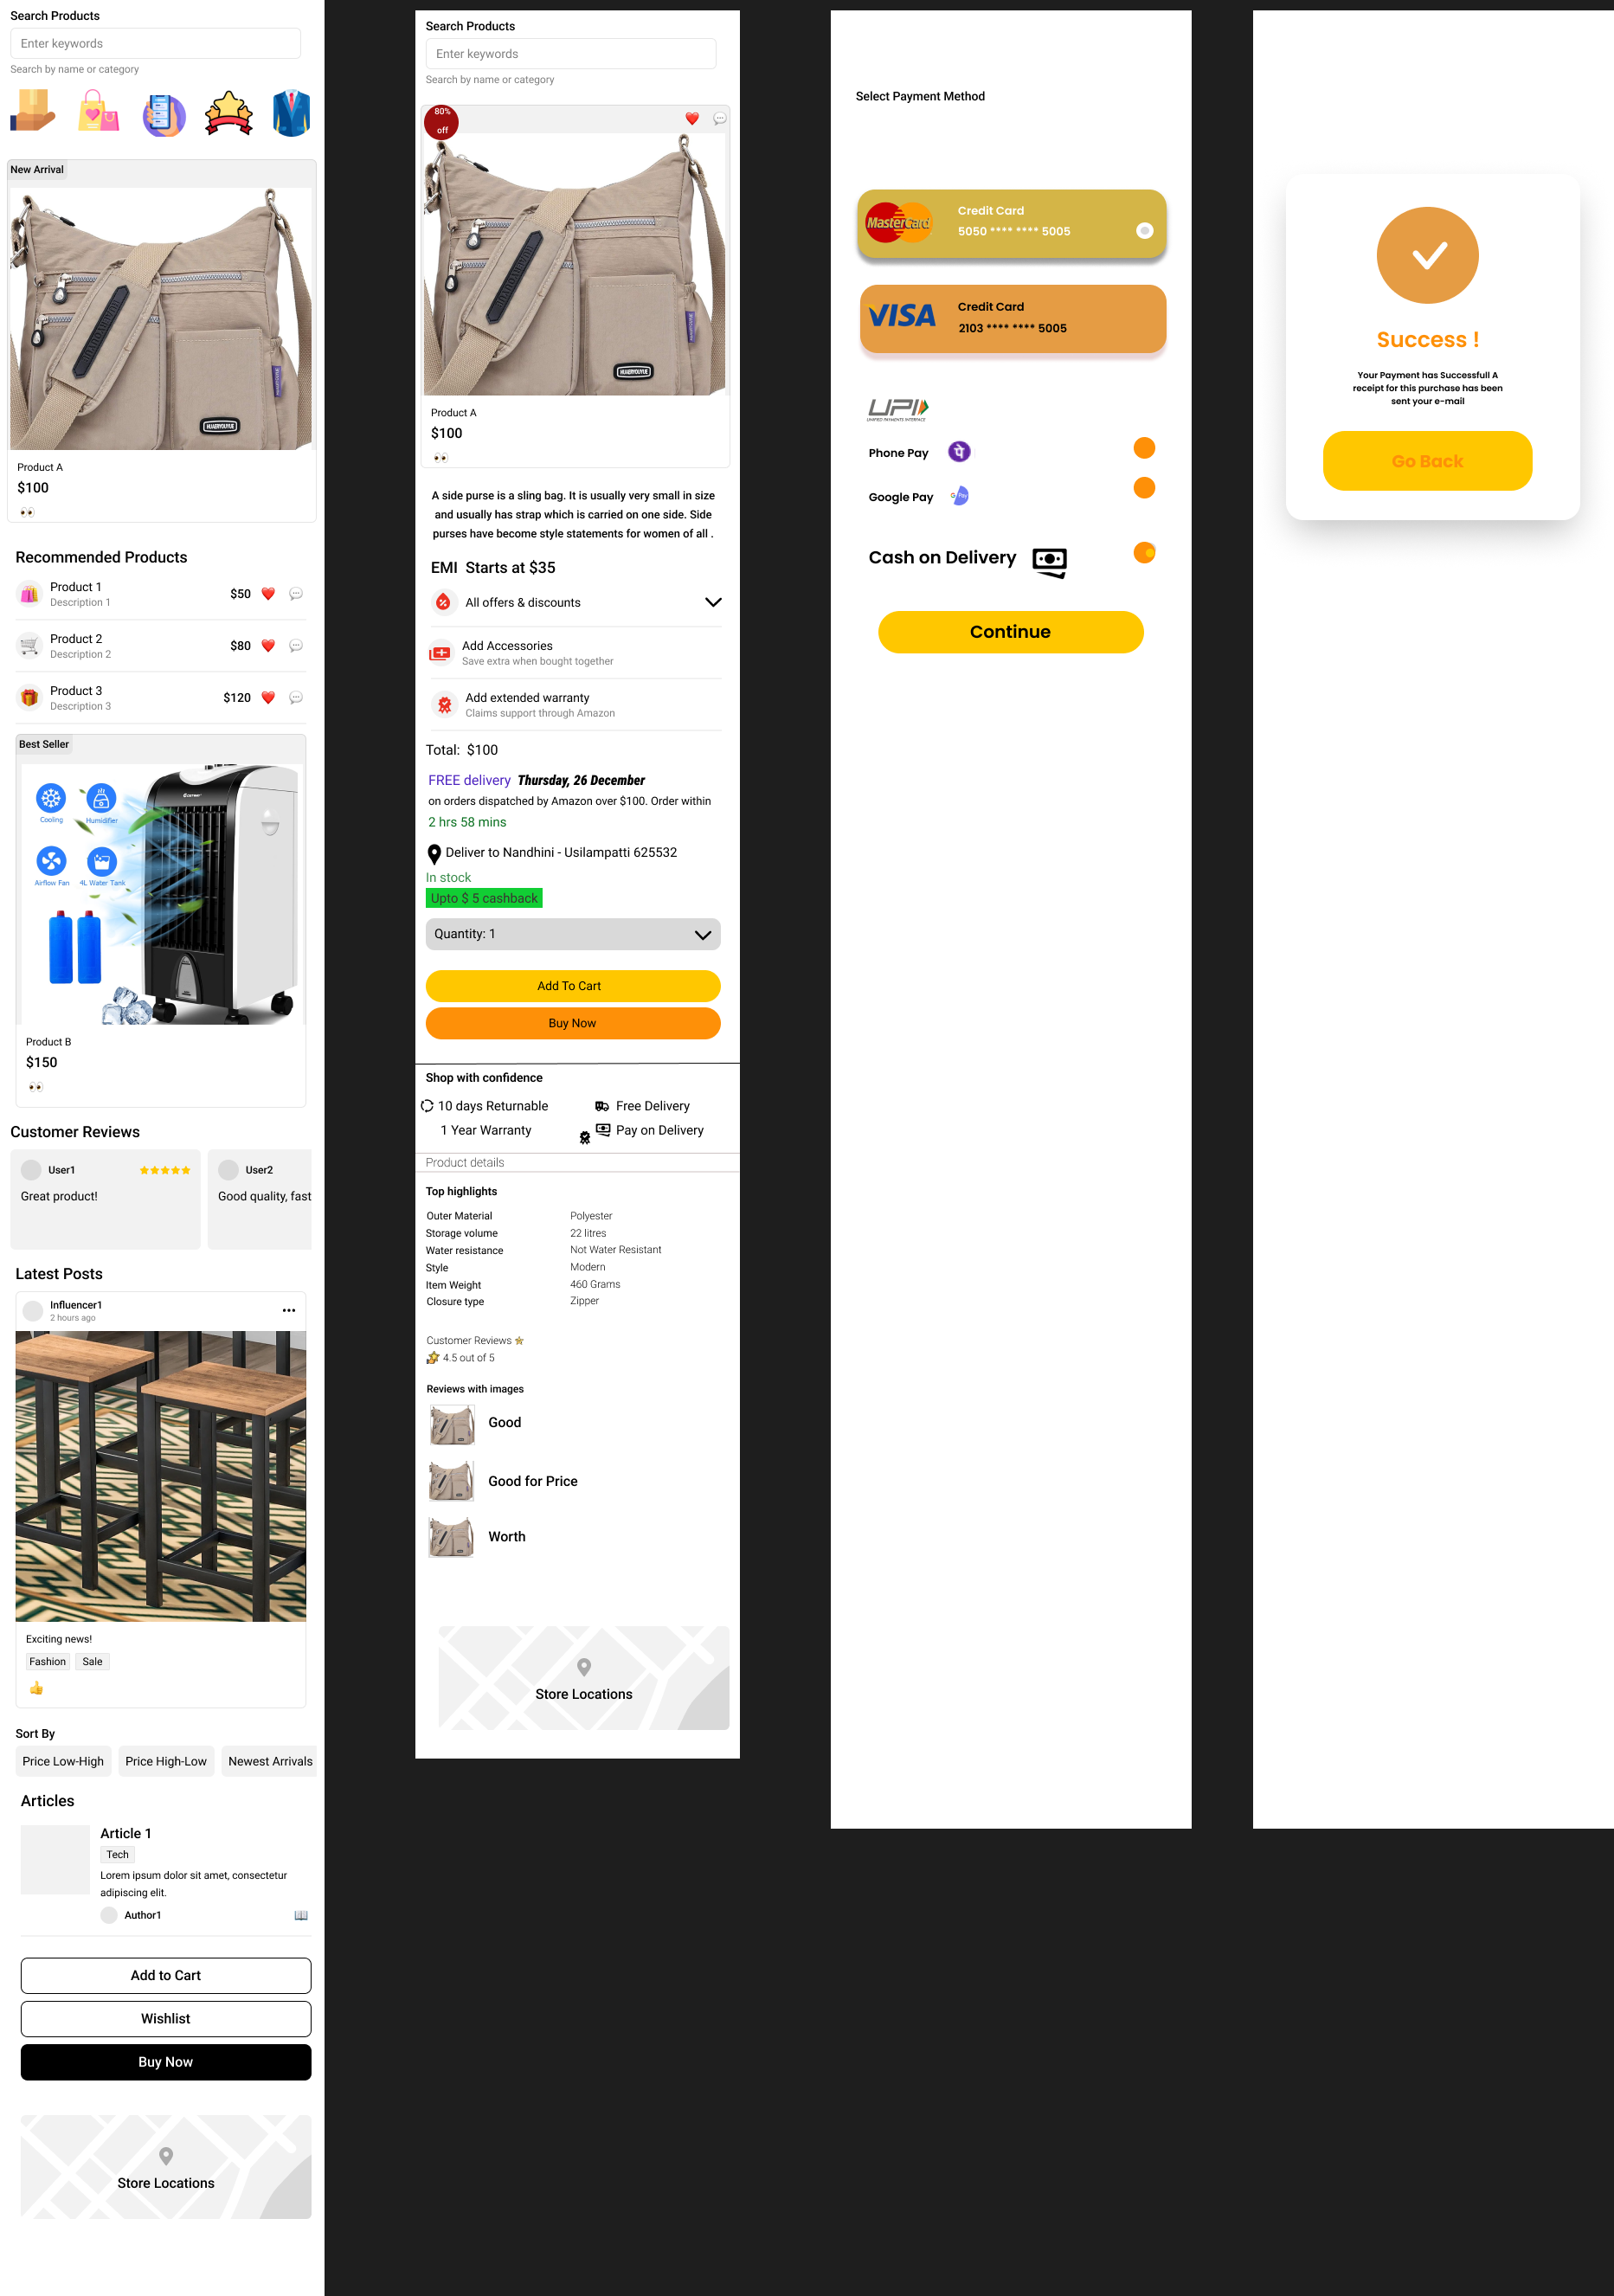 Search Products
Enter keywords
Search by name or category
New Arrival
HUAERYOUYUE
Product A
$100
Recommended Products
Product 1
Description 1
$50
Product 2
Description 2
$80
Product 3
Description 3
$120
Best Seller
Cooling
Humidifier
Airflow Fan
4L Water Tank
Product B
$150
Customer Reviews
User1
Great product!
User2
Good quality, fast
Latest Posts
Influencer1
2 hours ago
Exciting news!
Fashion
Sale
Sort By
Price Low-High
Price High-Low
Newest Arrivals
Articles
Article 1
Tech
Lorem ipsum dolor sit amet, consectetur
adipiscing elit.
Author1
Add to Cart
Wishlist
Buy Now
Store Locations
Search Products
Enter keywords
Search by name or category
80%
off
HUAERYOUYUE
Product A
$100
A side purse is a sling bag. It is usually very small in size
and usually has strap which is carried on one side. Side
purses have become style statements for women of all .
EMI Starts at $35
All offers & discounts
Add Accessories
Save extra when bought together
Add extended warranty
Claims support through Amazon
Total: $100
FREE delivery Thursday, 26 December
on orders dispatched by Amazon over $100. Order within
2 hrs 58 mins
Deliver to Nandhini - Usilampatti 625532
In stock
Upto $ 5 cashback
Quantity: 1
Add To Cart
Buy Now
Shop with confidence
10 days Returnable
Free Delivery
1 Year Warranty
Pay on Delivery
Product details
Top highlights
Outer Material Polyester
Storage volume 22 litres
Water resistance Not Water Resistant
Style Modern
Item Weight 460 Grams
Closure type Zipper
Customer Reviews
4.5 out of 5
Reviews with images
Good
Good for Price
Worth
Store Locations
Select Payment Method
MasterCard
Credit Card
5050 **** **** 5005
VISA
Credit Card
2103 **** **** 5005
UPI
UNIFIED PAYMENTS INTERFACE
Phone Pay
पे
Google Pay
G Pay
Cash on Delivery
Continue
Success !
Your Payment has Successfull A
receipt for this purchase has been
sent your e-mail
Go Back